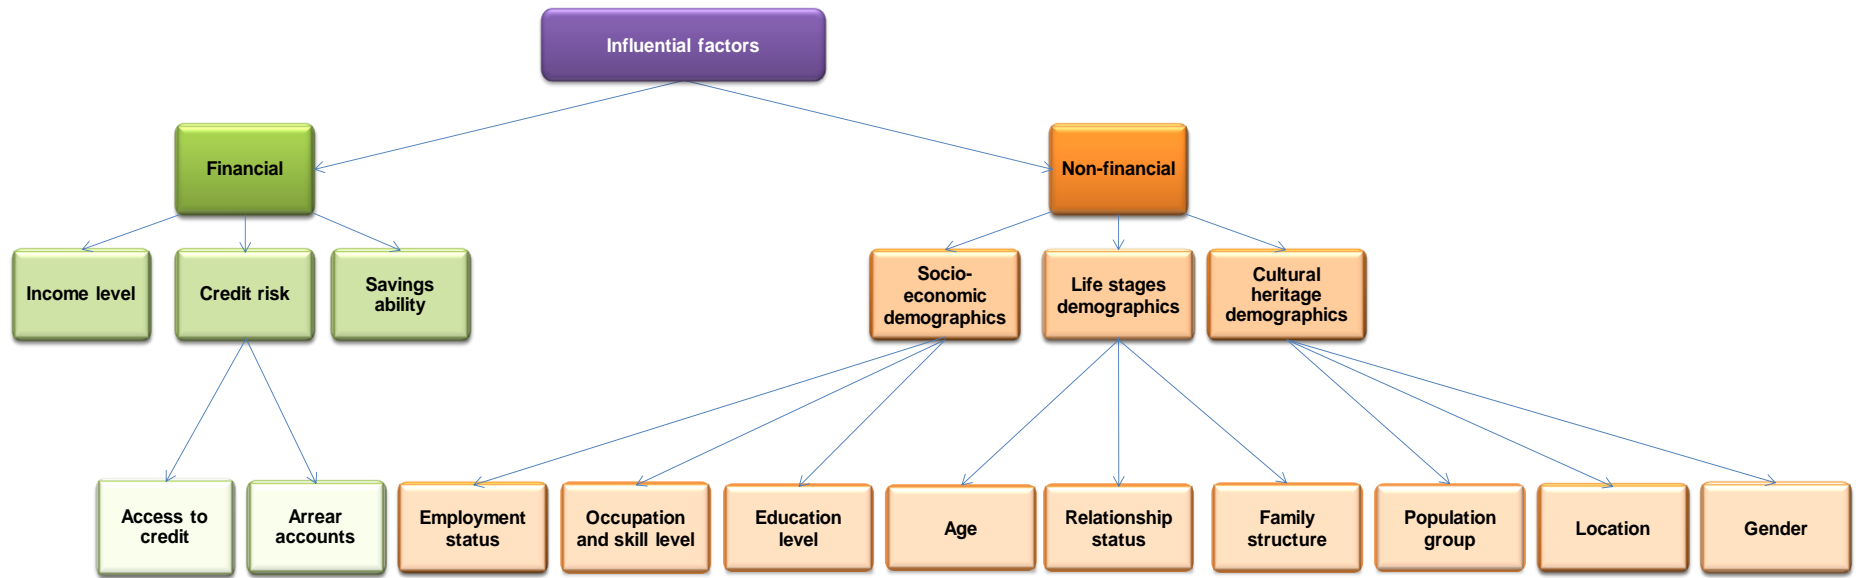 Influential factors
Financial
Non-financial
Income level
Credit risk
Savings
ability
Socio-
economic
demographics
Life stages
demographics
Cultural
heritage
demographics
Access to
credit
Arrear
accounts
Employment
status
Occupation
and skill level
Education
level
Age
Relationship
status
Family
structure
Population
group
Location
Gender